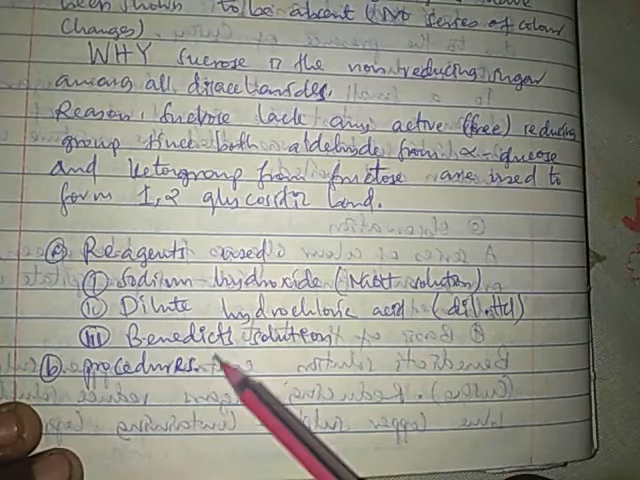 been shown to be absent (No series of colour
changes).
WHY sucrose is the non reducing sugar
among all disaccharides.
Reason, sucrose lack any active (free) reducing
group since both aldehyde from α-glucose
and keton group from fructose are used to
form 1,2 glycosidic bond.
(a) Reagents used
(i) Sodium hydroxide (NaOH solution)
(ii) Dilute hydrochloric acid (dil. HCl)
(iii) Benedicts solution
(b) procedures.